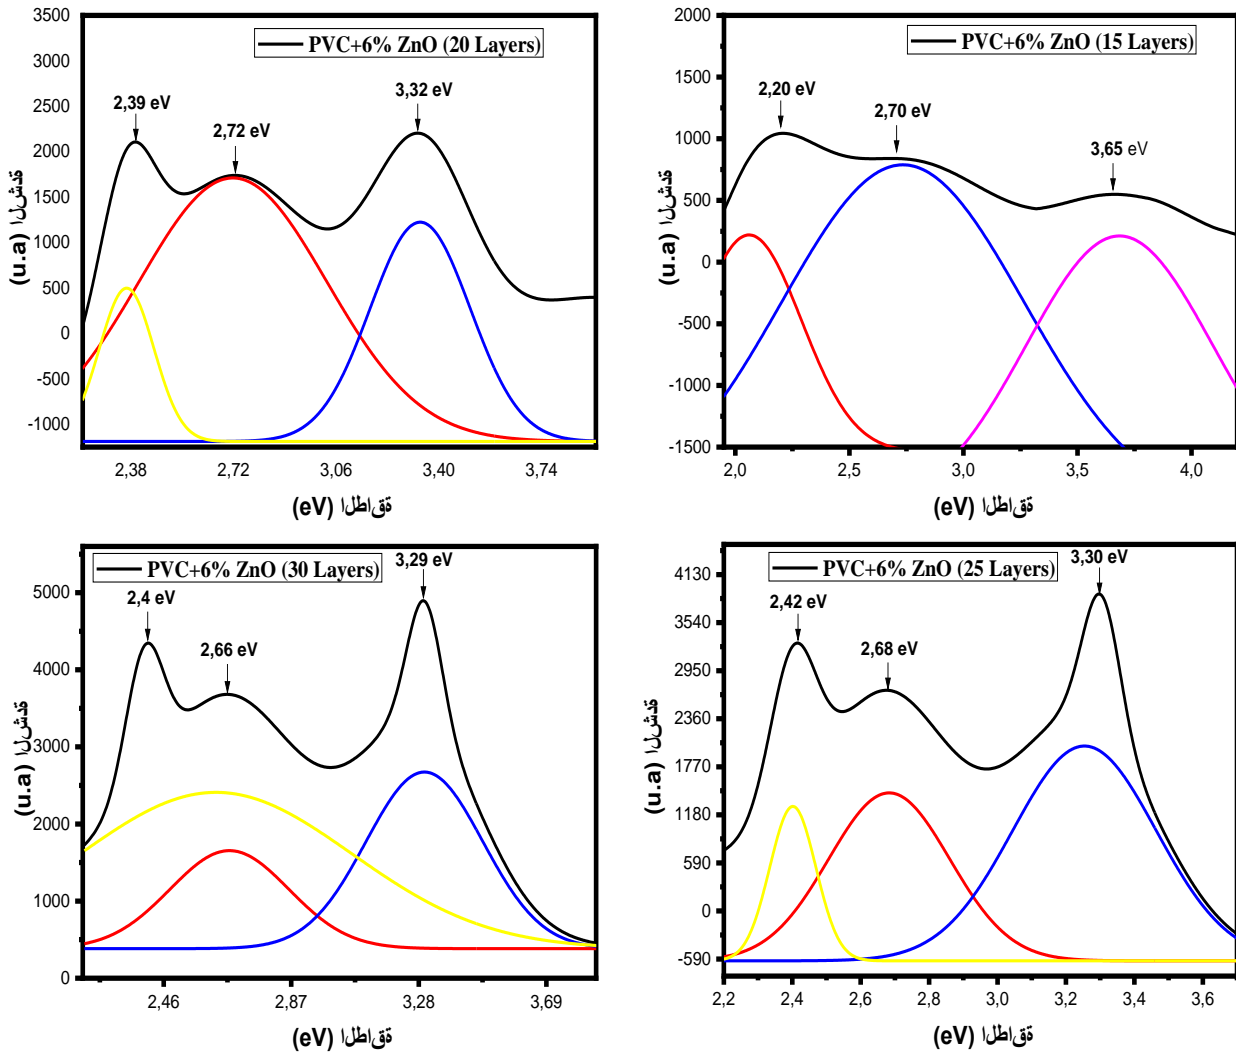 PVC+6% ZnO (20 Layers)
3500
3000
2500
2000
1500
1000
500
0
-500
-1000
2,39 eV
2,72 eV
3,32 eV
2,38
2,72
3,06
3,40
3,74
الشدة (u.a)
الطاقة (eV)
PVC+6% ZnO (15 Layers)
2000
1500
1000
500
0
-500
-1000
-1500
2,20 eV
2,70 eV
3,65 eV
2,0
2,5
3,0
3,5
4,0
الشدة (u.a)
الطاقة (eV)
PVC+6% ZnO (30 Layers)
5000
4000
3000
2000
1000
0
2,4 eV
2,66 eV
3,29 eV
2,46
2,87
3,28
3,69
الشدة (u.a)
الطاقة (eV)
PVC+6% ZnO (25 Layers)
4130
3540
2950
2360
1770
1180
590
0
-590
2,42 eV
2,68 eV
3,30 eV
2,2
2,4
2,6
2,8
3,0
3,2
3,4
3,6
الشدة (u.a)
الطاقة (eV)